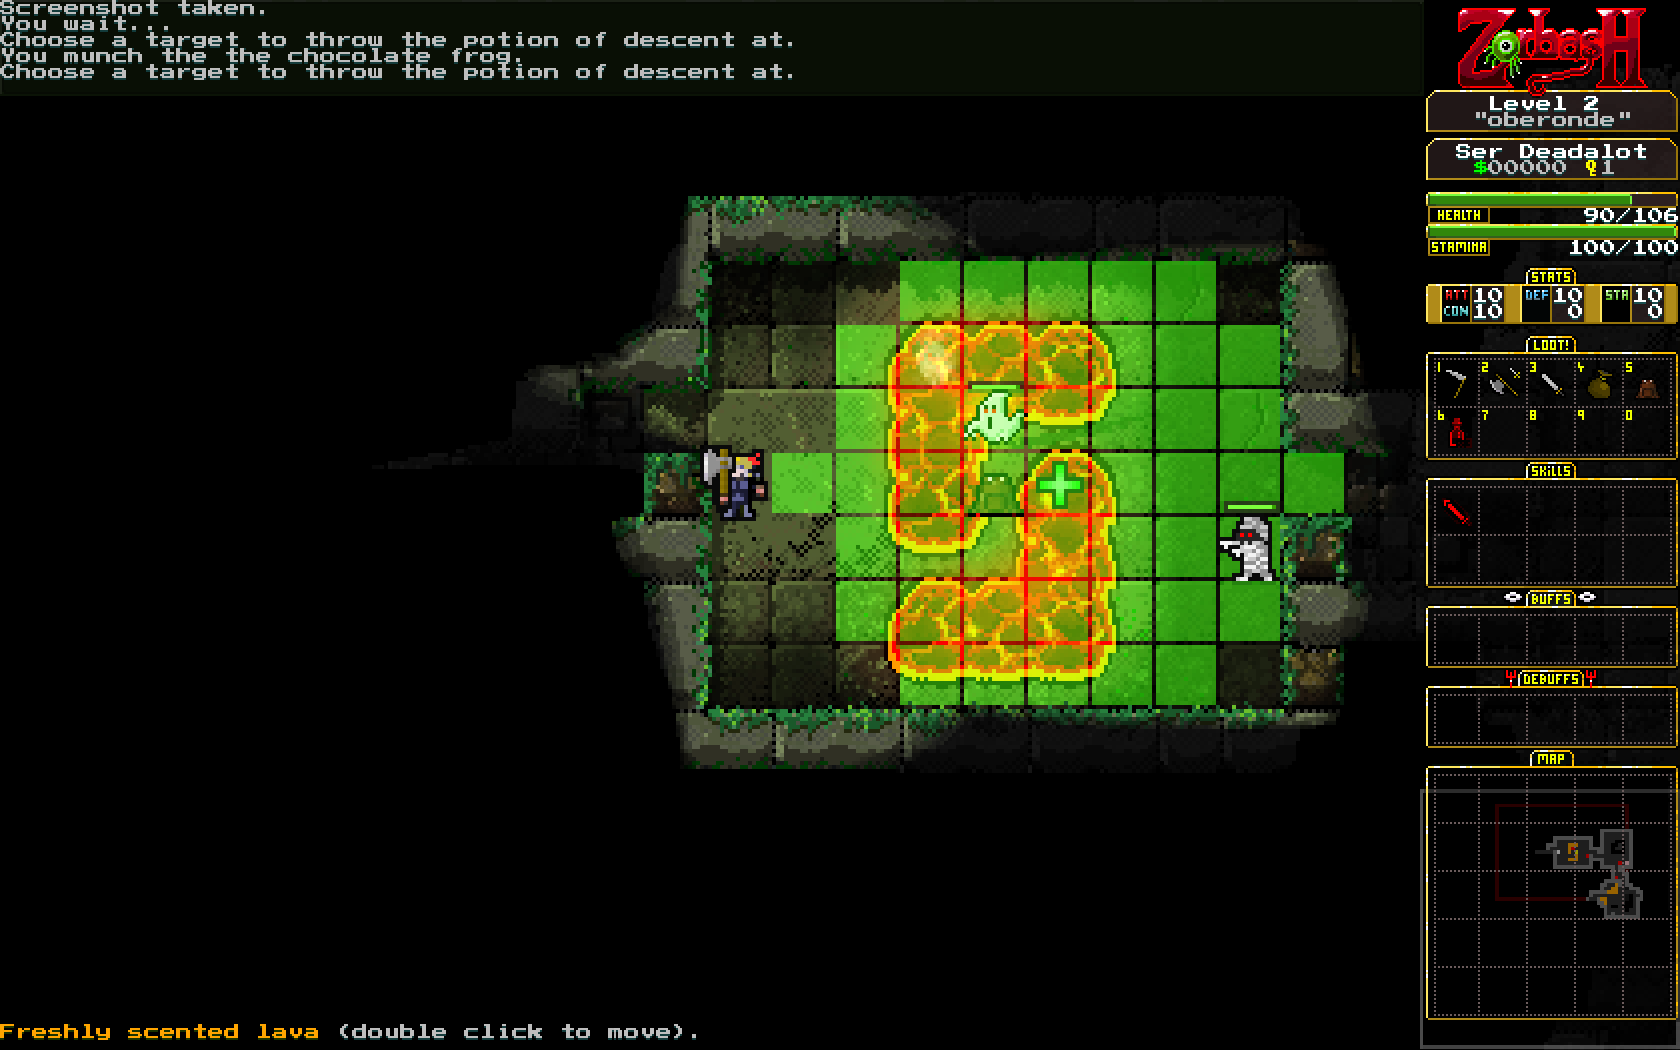 Screenshot taken.
You wait...
Choose a target to throw the potion of descent at.
You munch the the chocolate frog.
Choose a target to throw the potion of descent at.
ZorbasH
Level 2
"oberonde"
Ser Deadalot
$00000 1
HEALTH 90/106
STAMINA 100/100
STATS
ATT 10 DEF 10 STA 10
CON 10 0 0
LOOT!
1 2 3 4 5
6 7 8 9 0
SKILLS
BUFFS
DEBUFFS
MAP
Freshly scented lava (double click to move).